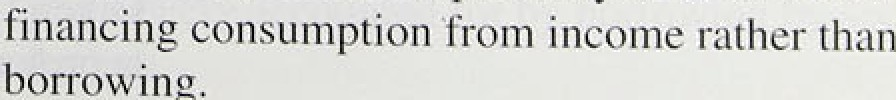 financing consumption from income rather than
borrowing.